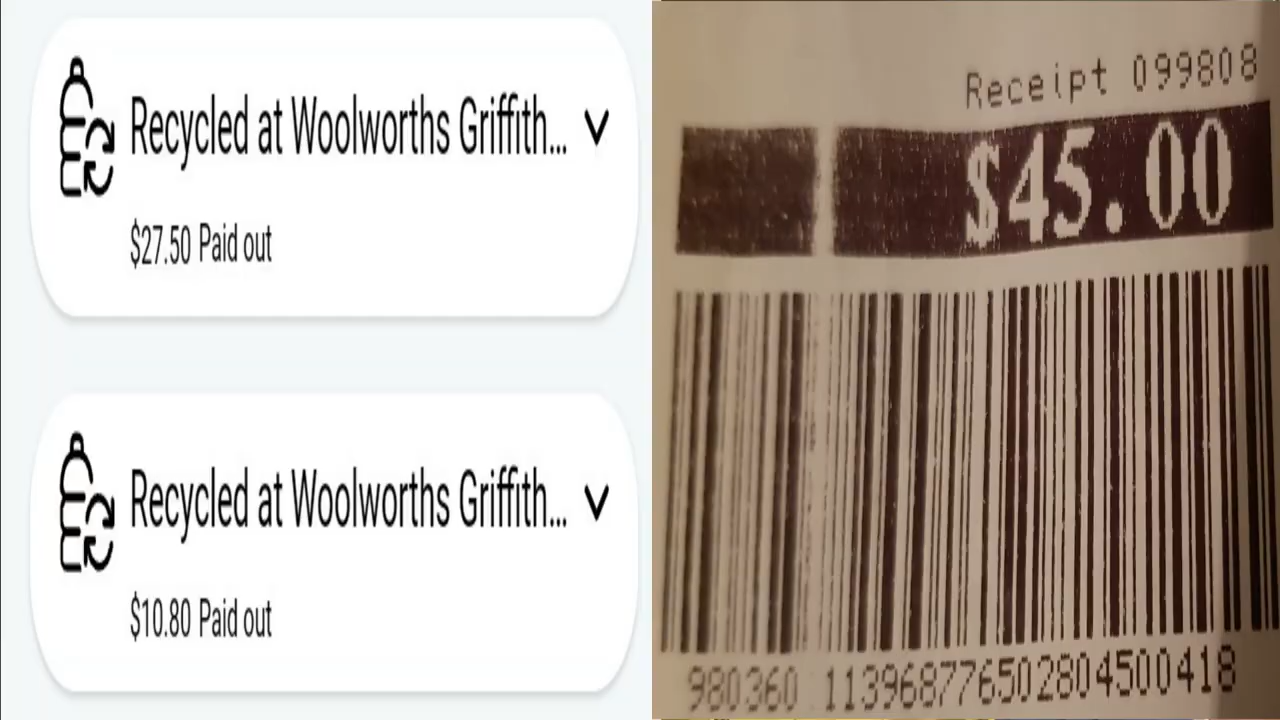 Recycled at Woolworths Griffith...
$27.50 Paid out
Recycled at Woolworths Griffith...
$10.80 Paid out
Receipt 099808
$45.00
980360 113968776502804500418